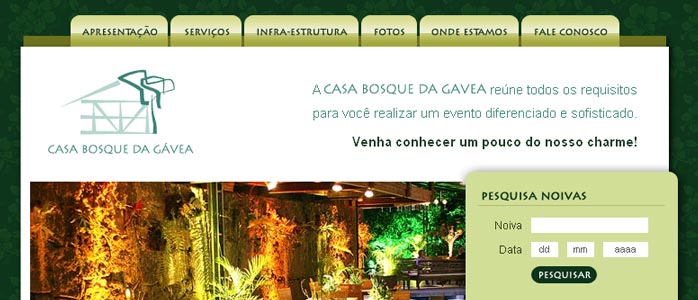 APRESENTAÇÃO SERVIÇOS INFRA-ESTRUTURA FOTOS ONDE ESTAMOS FALE CONOSCO
CASA BOSQUE DA GÁVEA
A CASA BOSQUE DA GAVEA reúne todos os requisitos
para você realizar um evento diferenciado e sofisticado.
Venha conhecer um pouco do nosso charme!
PESQUISA NOIVAS
Noiva
Data dd mm aaaa
PESQUISAR